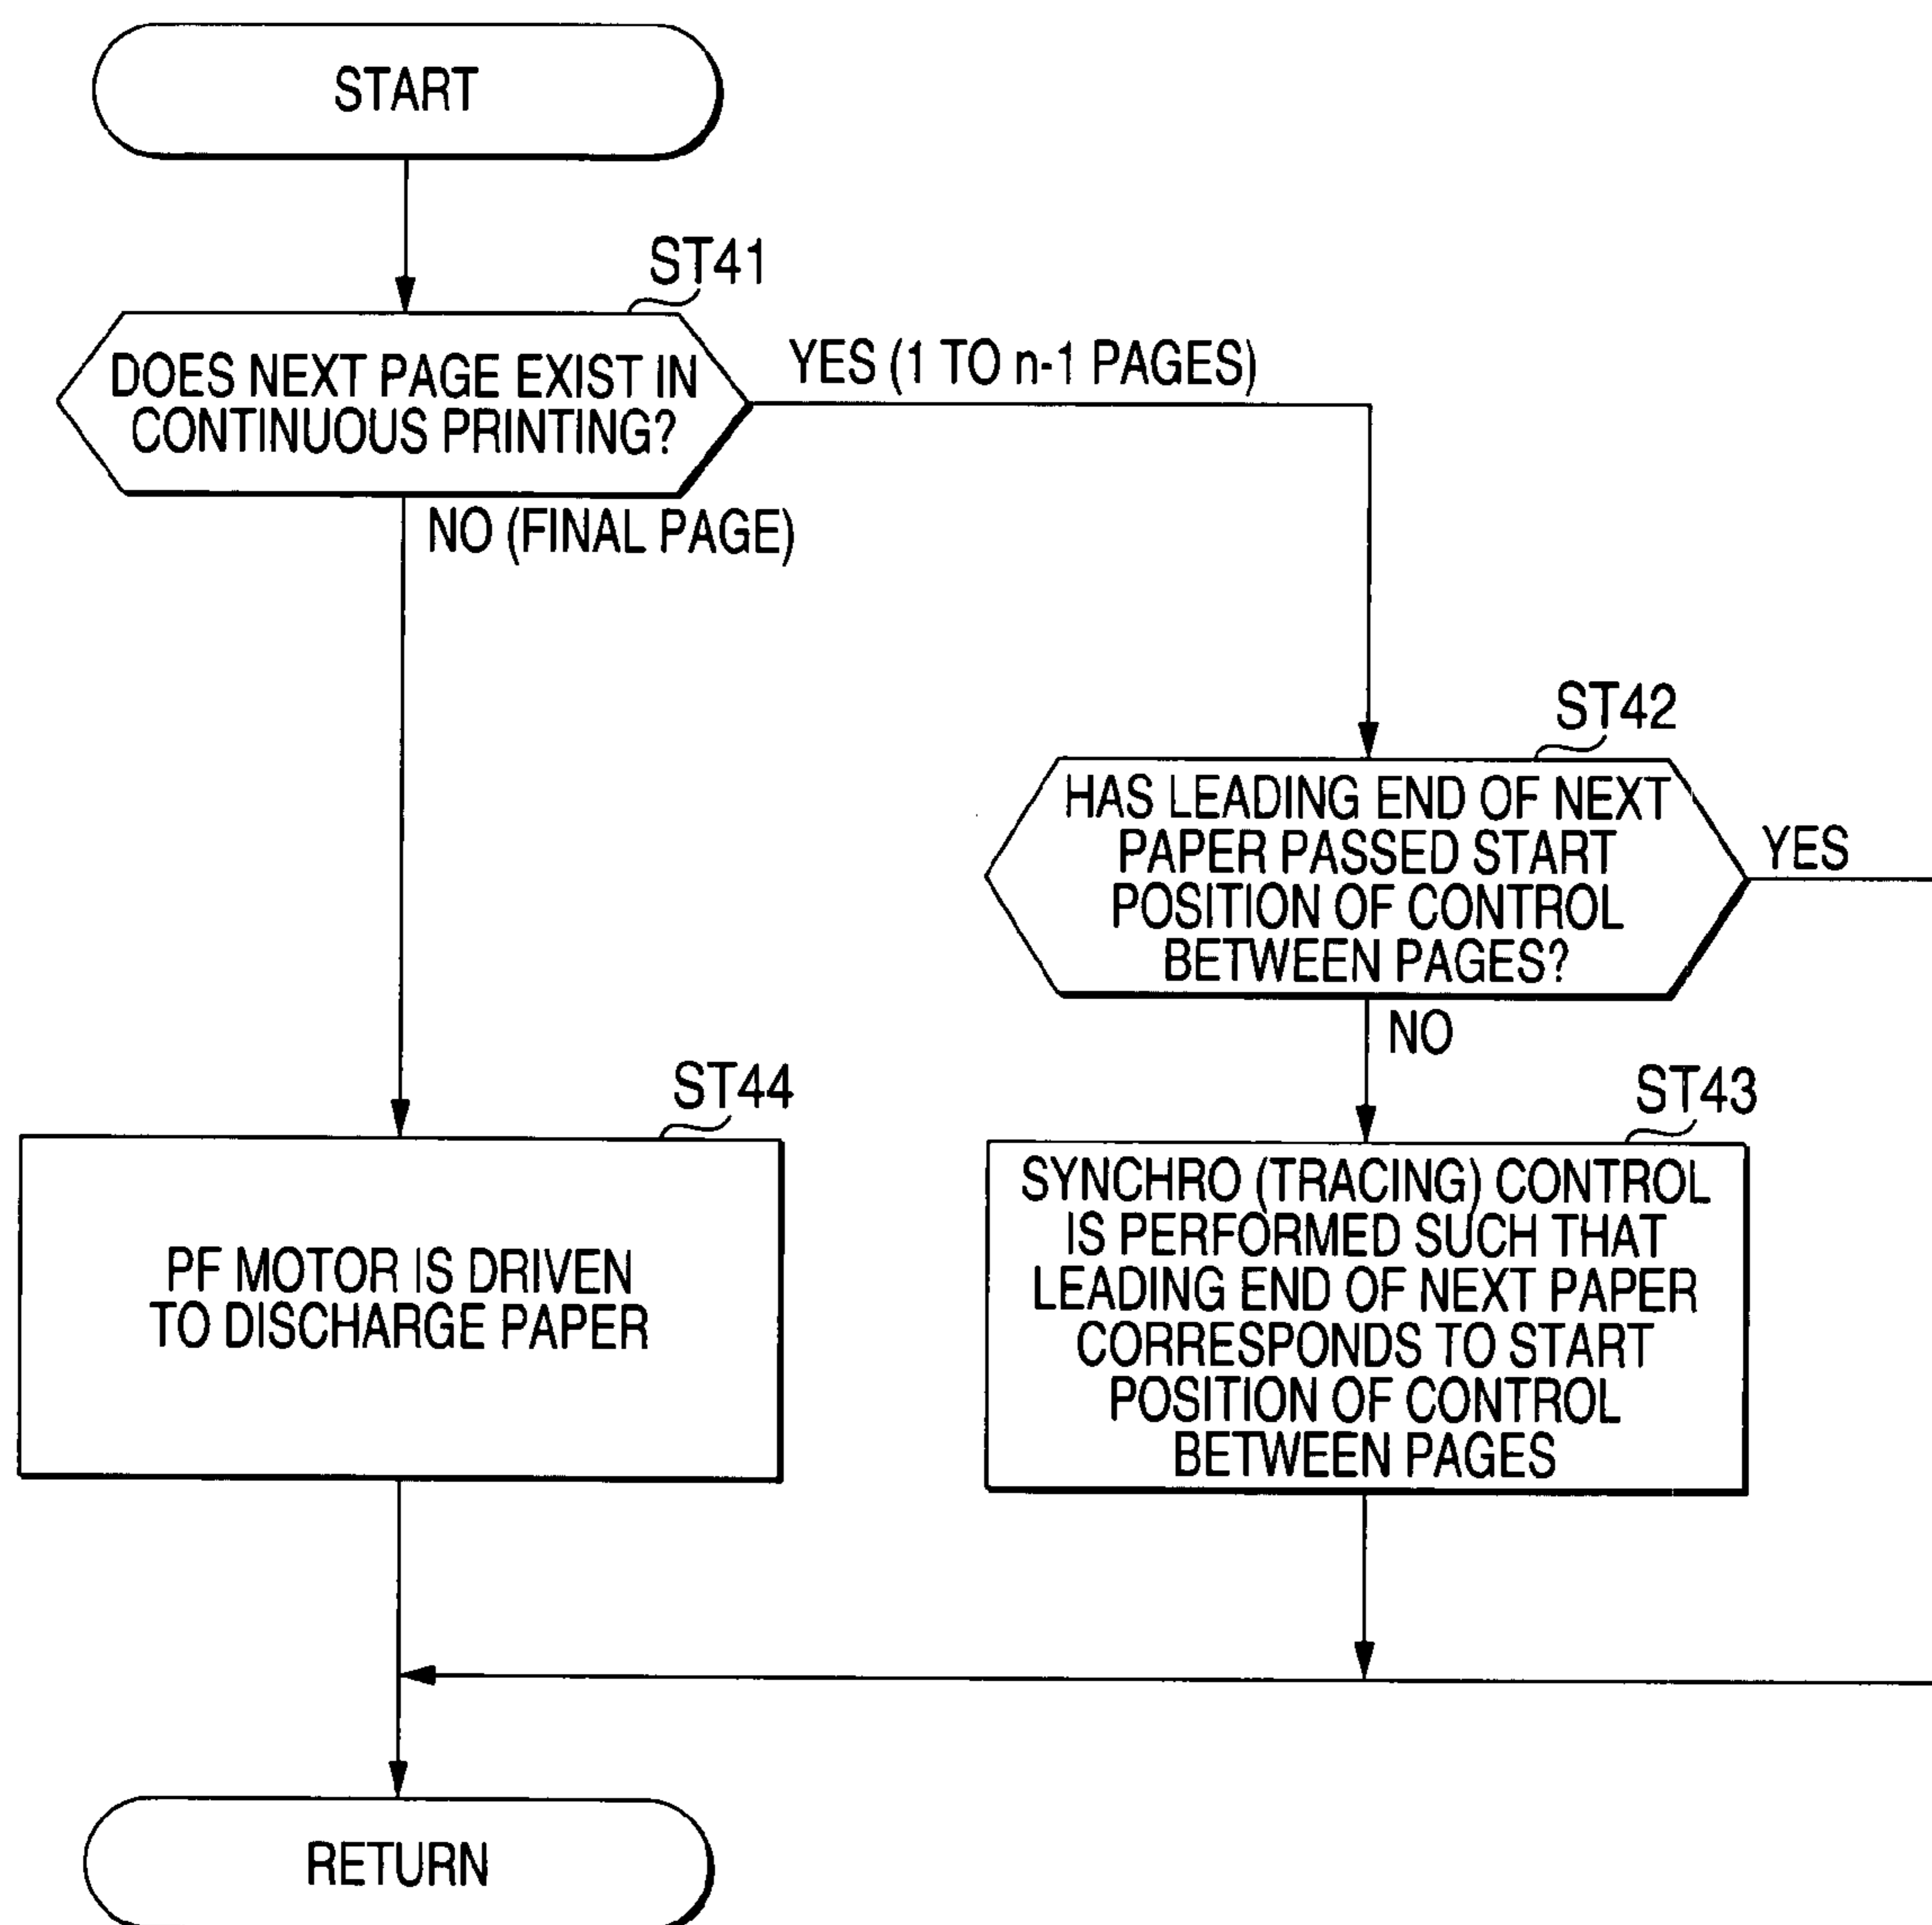 START
ST41
DOES NEXT PAGE EXIST IN
CONTINUOUS PRINTING?
YES (1 TO n-1 PAGES)
NO (FINAL PAGE)
ST42
HAS LEADING END OF NEXT
PAPER PASSED START
POSITION OF CONTROL
BETWEEN PAGES?
YES
NO
ST44
PF MOTOR IS DRIVEN
TO DISCHARGE PAPER
ST43
SYNCHRO (TRACING) CONTROL
IS PERFORMED SUCH THAT
LEADING END OF NEXT PAPER
CORRESPONDS TO START
POSITION OF CONTROL
BETWEEN PAGES
RETURN